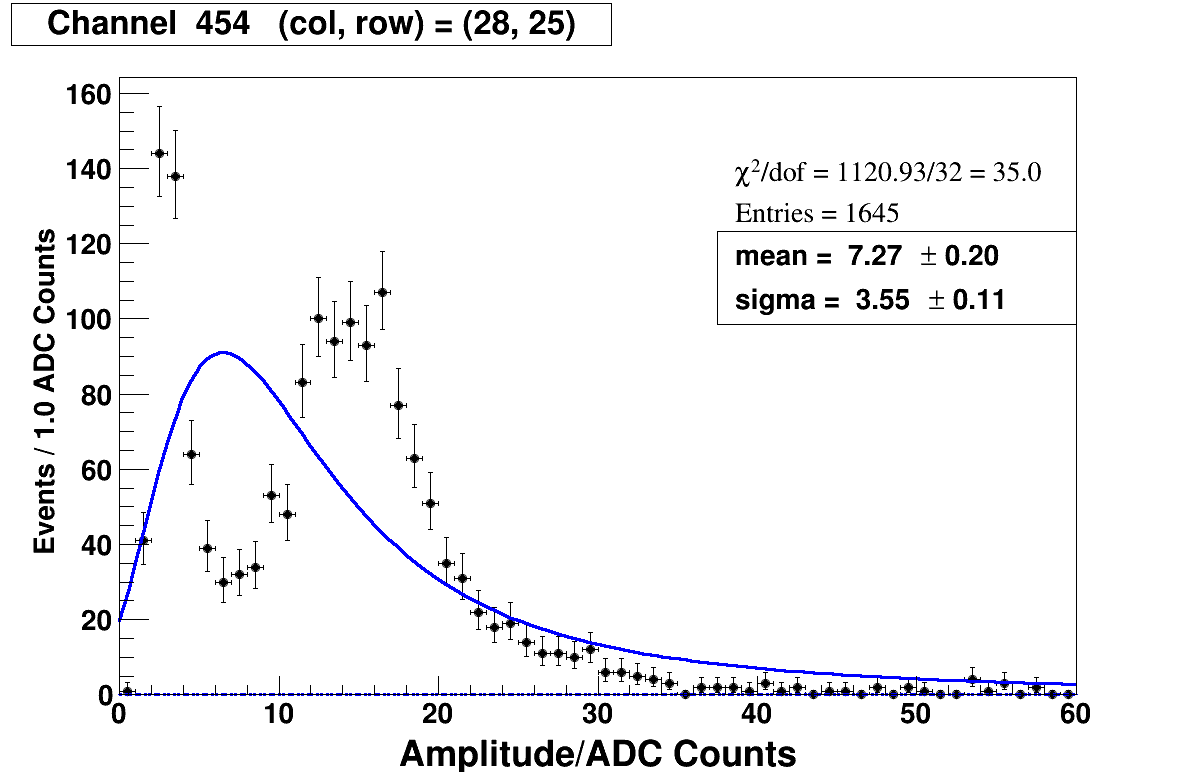 Channel 454 (col, row) = (28, 25)
160
140
120
100
80
60
40
20
0
Events / 1.0 ADC Counts
χ²/dof = 1120.93/32 = 35.0
Entries = 1645
mean = 7.27 ± 0.20
sigma = 3.55 ± 0.11
0 10 20 30 40 50 60
Amplitude/ADC Counts